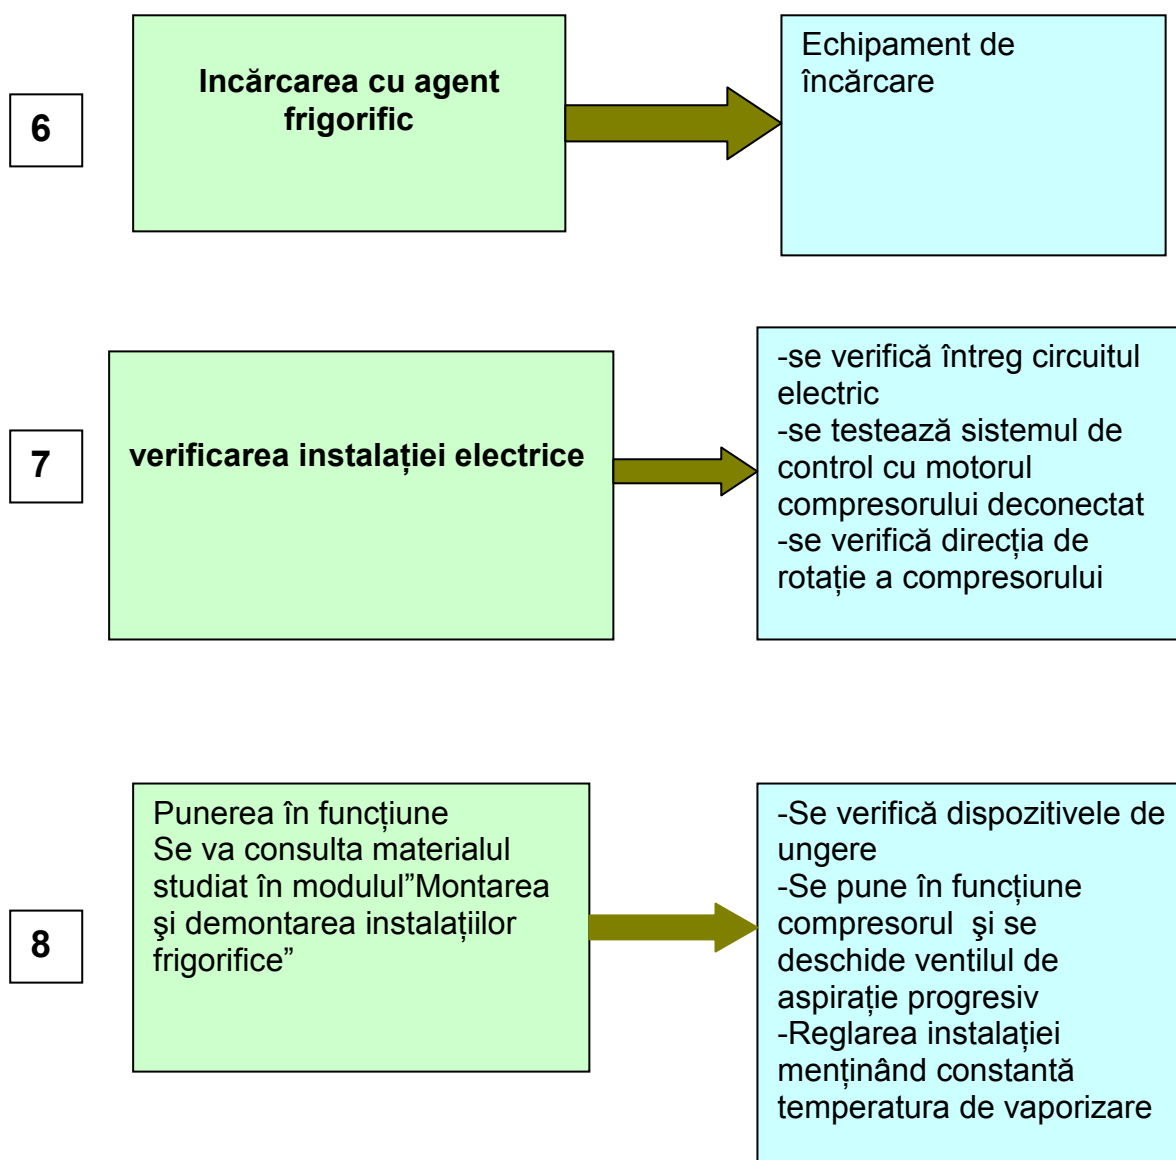 6
Incărcarea cu agent
frigorific
Echipament de
încărcare
7
verificarea instalației electrice
-se verifică întreg circuitul
electric
-se testează sistemul de
control cu motorul
compresorului deconectat
-se verifică direcția de
rotație a compresorului
8
Punerea în funcțiune
Se va consulta materialul
studiat în modulul”Montarea
şi demontarea instalațiilor
frigorifice”
-Se verifică dispozitivele de
ungere
-Se pune în funcțiune
compresorul şi se
deschide ventilul de
aspirație progresiv
-Reglarea instalației
menținând constantă
temperatura de vaporizare